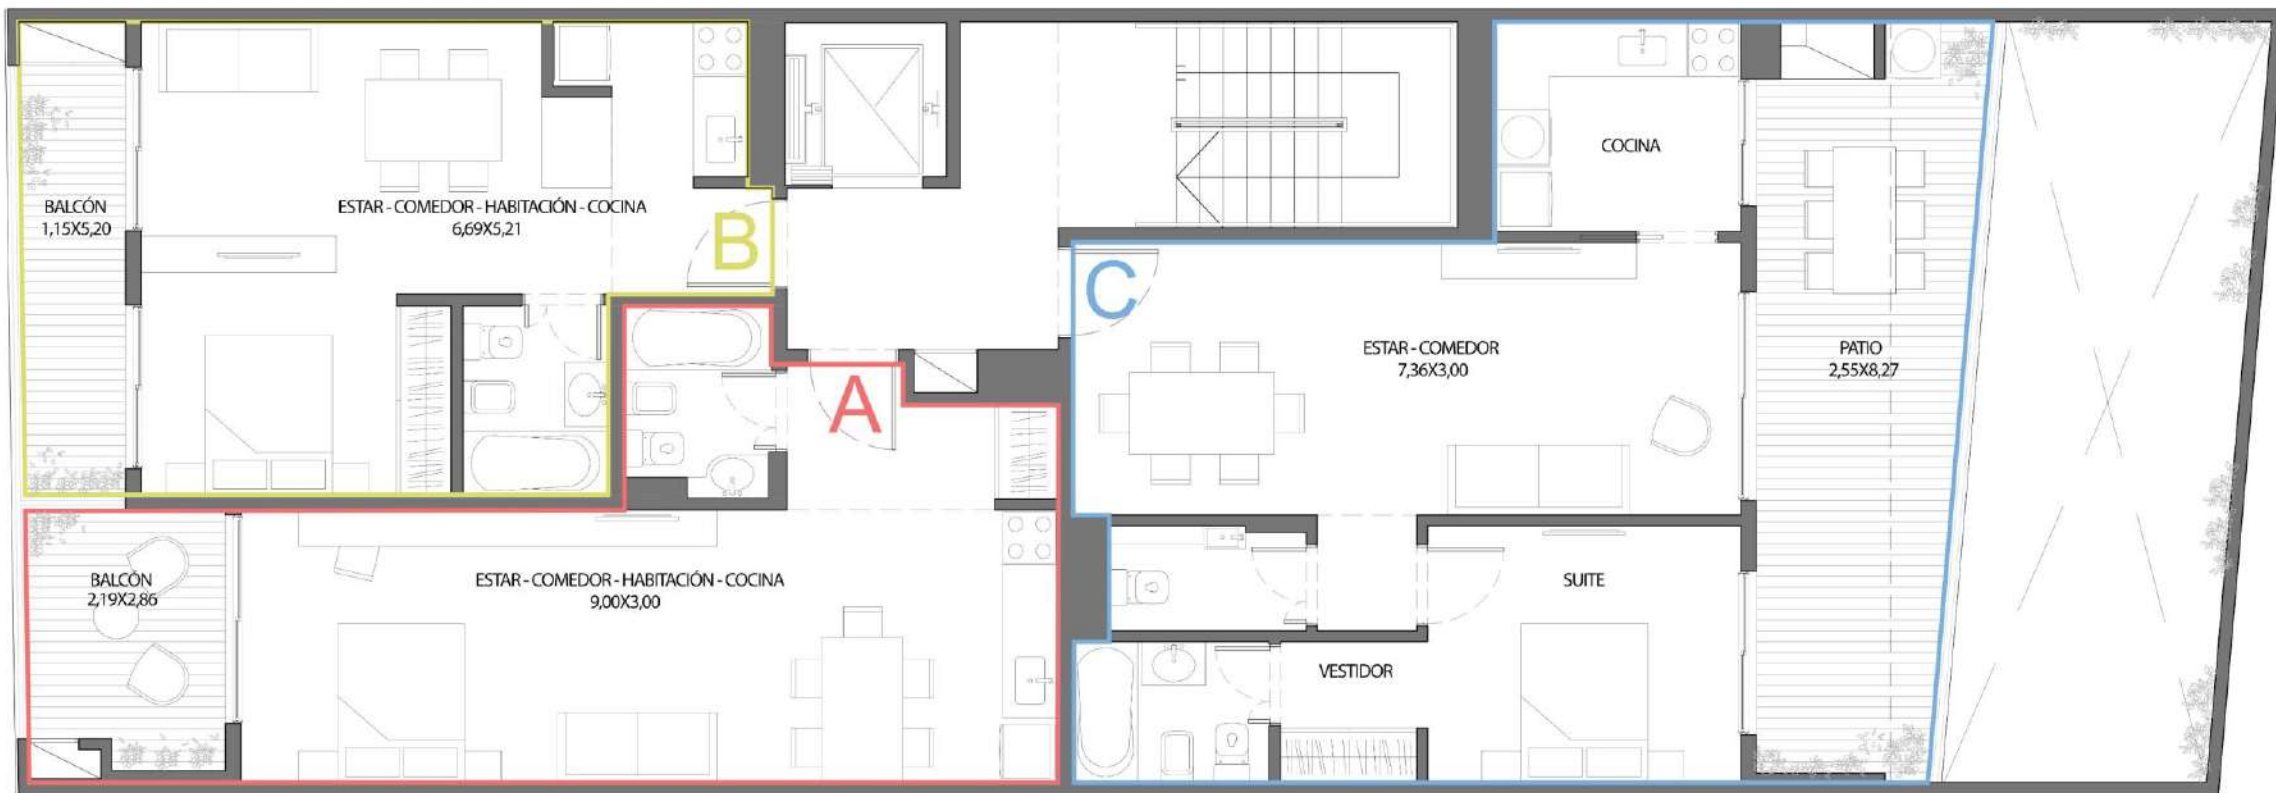 BALCÓN
1,15X5,20
ESTAR - COMEDOR - HABITACIÓN - COCINA
6,69X5,21
B
COCINA
C
ESTAR - COMEDOR
7,36X3,00
PATIO
2,55X8,27
A
BALCÓN
2,19X2,86
ESTAR - COMEDOR - HABITACIÓN - COCINA
9,00X3,00
SUITE
VESTIDOR